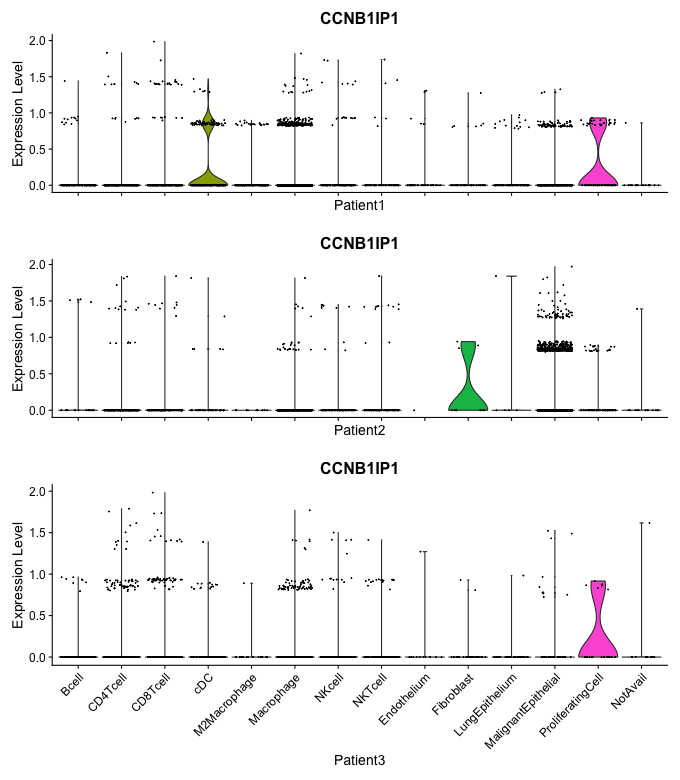 CCNB1IP1
2.0
1.5
1.0
0.5
0.0
Expression Level
Patient1
CCNB1IP1
2.0
1.5
1.0
0.5
0.0
Expression Level
Patient2
CCNB1IP1
2.0
1.5
1.0
0.5
0.0
Expression Level
Bcell
CD4Tcell
CD8Tcell
cDC
M2Macrophage
Macrophage
NKcell
NKTcell
Endothelium
Fibroblast
LungEpithelium
MalignantEpithelial
ProliferatingCell
NotAvail
Patient3